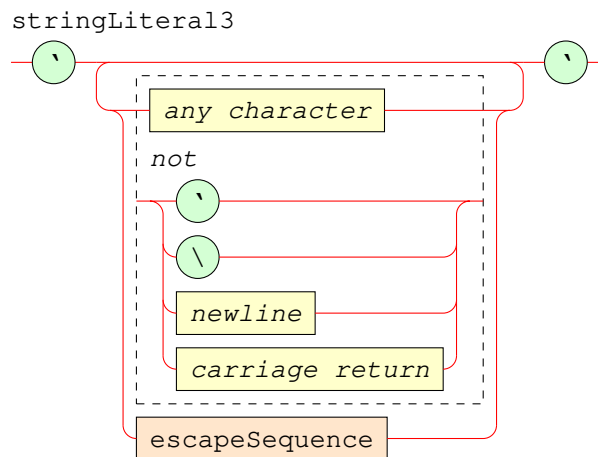 stringLiteral3
` `
any character
not
`
\
newline
carriage return
escapeSequence